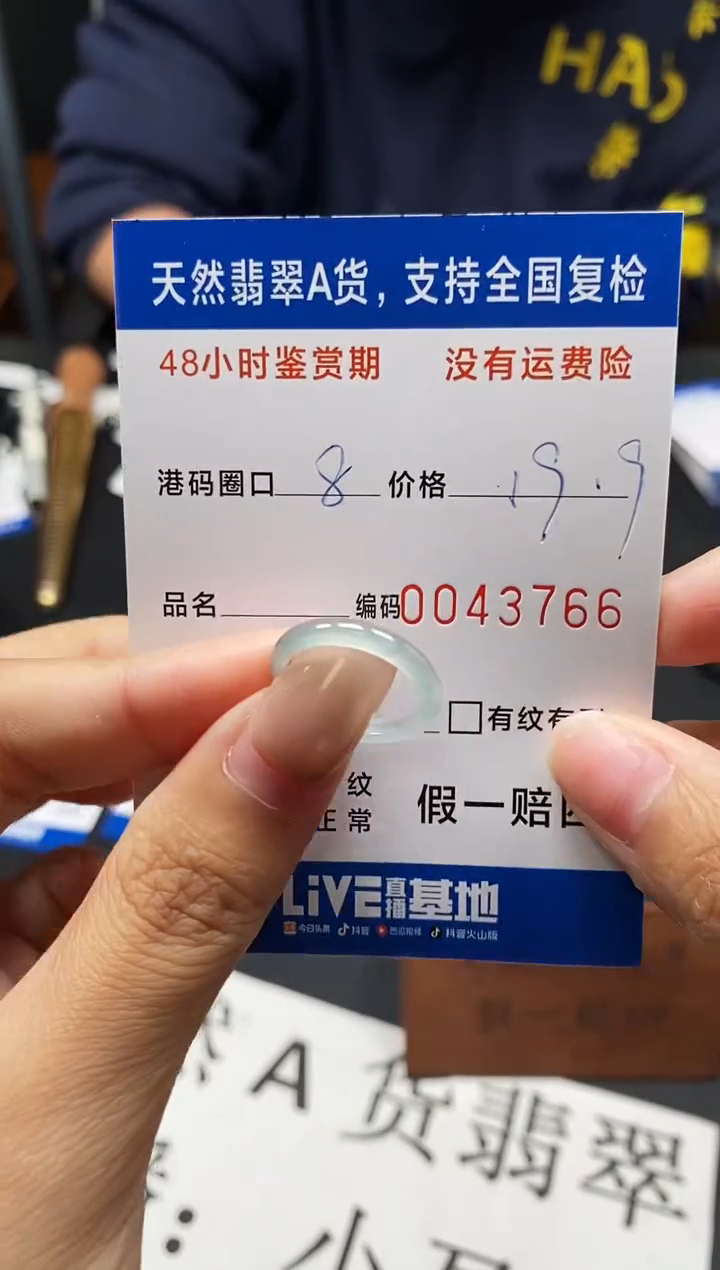 HAO
天然翡翠A货，支持全国复检
48小时鉴赏期 没有运费险
港码圈口 8 价格 19.9
品名 编码0043766
□有纹有
纹
正常 假一赔
LiVE直播基地
今日头条 抖音 西瓜视频 抖音火山版
A货翡翠
小